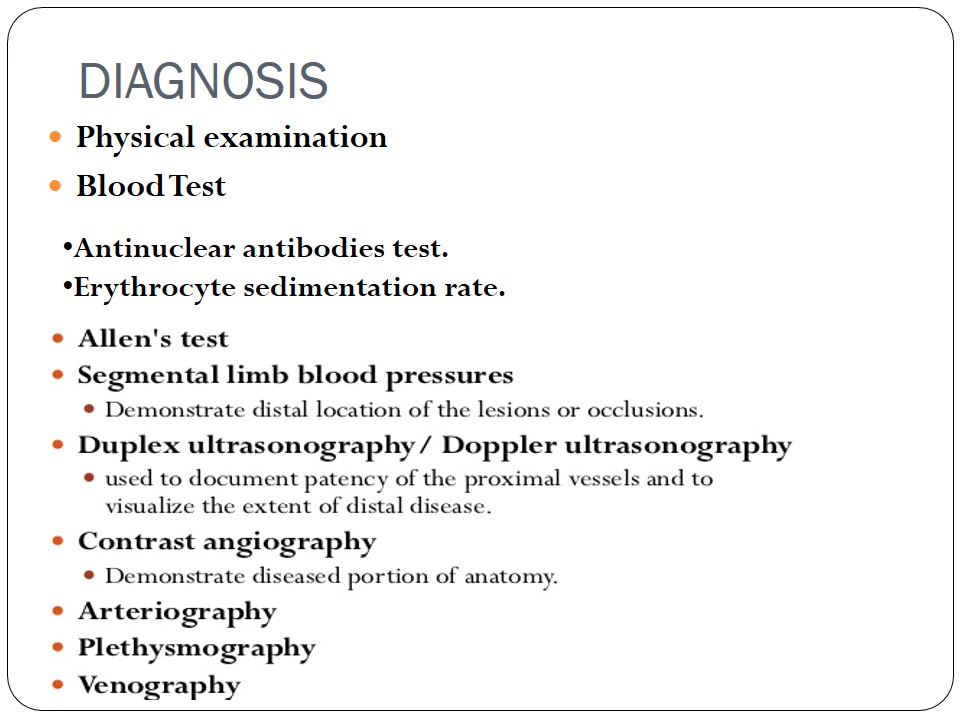 DIAGNOSIS
• Physical examination
• Blood Test
•Antinuclear antibodies test.
•Erythrocyte sedimentation rate.
• Allen's test
• Segmental limb blood pressures
• Demonstrate distal location of the lesions or occlusions.
• Duplex ultrasonography/ Doppler ultrasonography
• used to document patency of the proximal vessels and to
visualize the extent of distal disease.
• Contrast angiography
• Demonstrate diseased portion of anatomy.
• Arteriography
• Plethysmography
• Venography